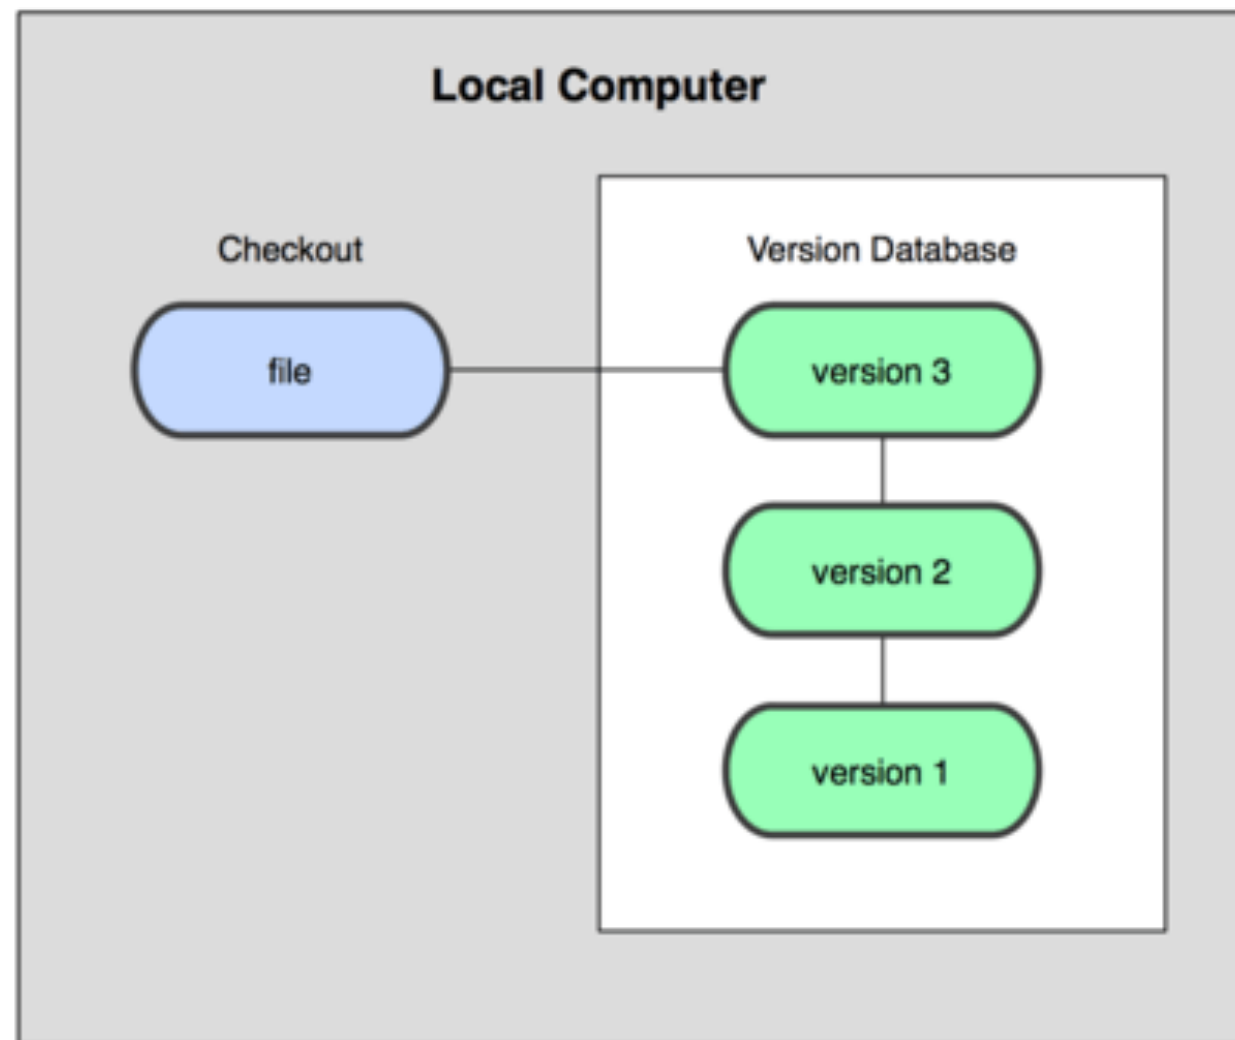 Local Computer
Checkout
Version Database
file
version 3
version 2
version 1